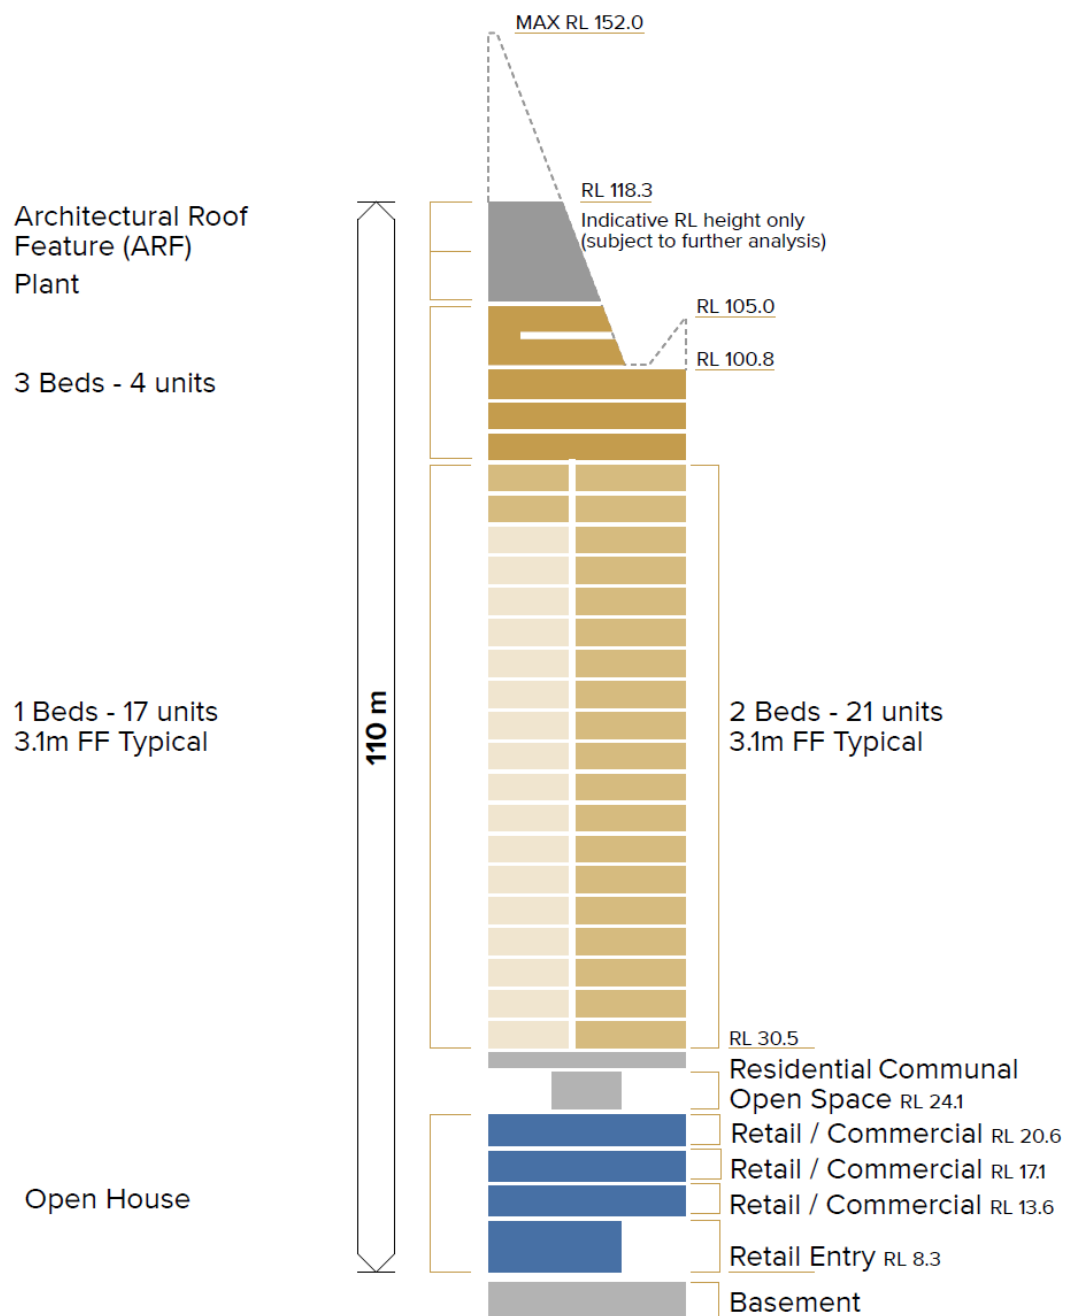 MAX RL 152.0
RL 118.3
Indicative RL height only
(subject to further analysis)
Architectural Roof
Feature (ARF)
Plant
RL 105.0
RL 100.8
3 Beds - 4 units
1 Beds - 17 units
3.1m FF Typical
110 m
2 Beds - 21 units
3.1m FF Typical
RL 30.5
Residential Communal
Open Space RL 24.1
Retail / Commercial RL 20.6
Retail / Commercial RL 17.1
Open House
Retail / Commercial RL 13.6
Retail Entry RL 8.3
Basement